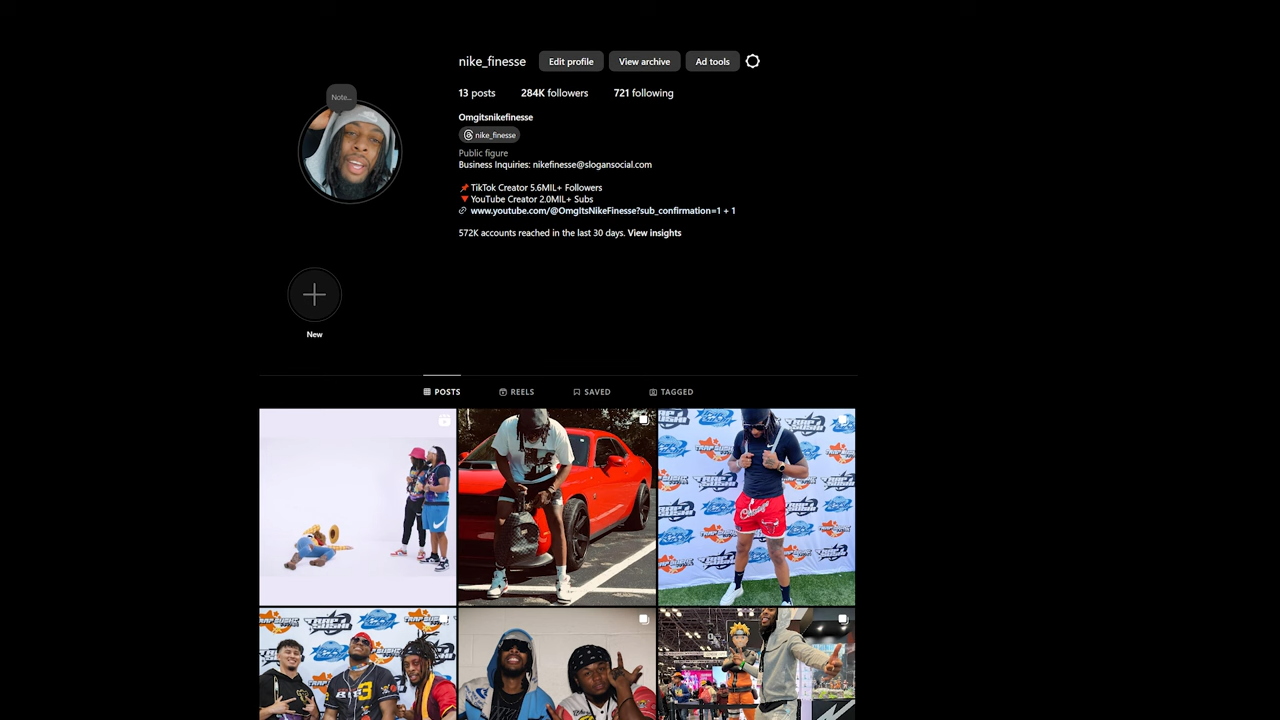 nike_finesse Edit profile View archive Ad tools
13 posts 284K followers 721 following
Note...
Omgitsnikefinesse
nike_finesse
Public figure
Business Inquiries: nikefinesse@slogansocial.com
📌 TikTok Creator 5.6MIL+ Followers
🔻 YouTube Creator 2.0MIL+ Subs
www.youtube.com/@OmgItsNikeFinesse?sub_confirmation=1 + 1
572K accounts reached in the last 30 days. View insights
New
POSTS REELS SAVED TAGGED
TRAP SUSHI